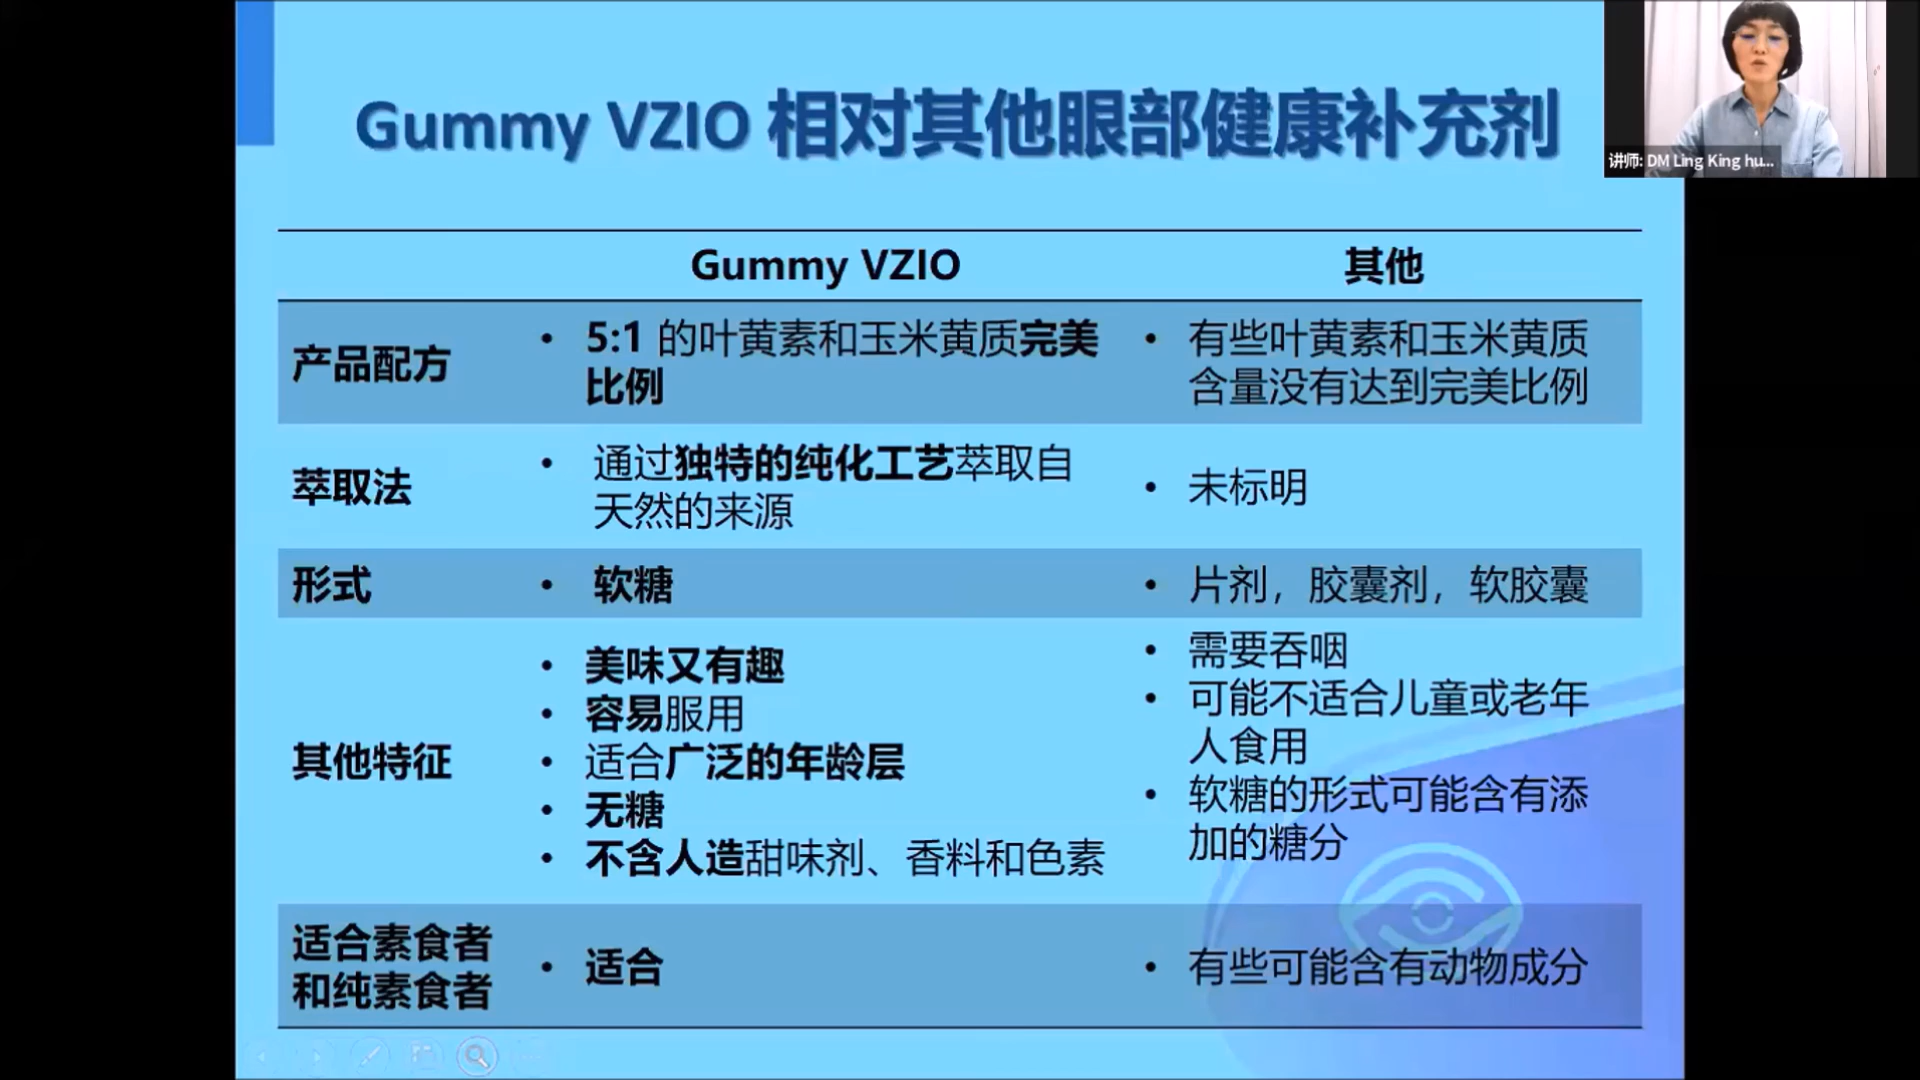 Gummy VZIO 相对其他眼部健康补充剂
讲师: DM Ling King hu...
Gummy VZIO
其他
产品配方
• 5:1 的叶黄素和玉米黄质完美
比例
• 有些叶黄素和玉米黄质
含量没有达到完美比例
萃取法
• 通过独特的纯化工艺萃取自
天然的来源
• 未标明
形式
• 软糖
• 片剂，胶囊剂，软胶囊
其他特征
• 美味又有趣
• 容易服用
• 适合广泛的年龄层
• 无糖
• 不含人造甜味剂、香料和色素
• 需要吞咽
• 可能不适合儿童或老年
人食用
• 软糖的形式可能含有添
加的糖分
适合素食者
和纯素食者
• 适合
• 有些可能含有动物成分